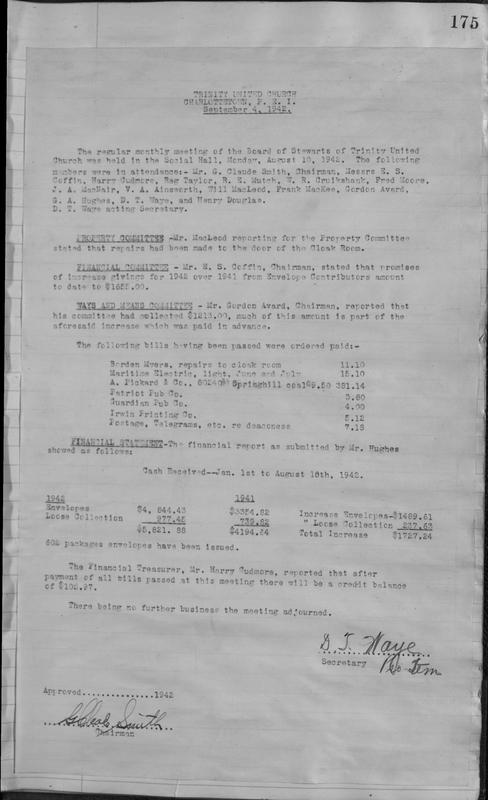 175
TRINITY UNITED CHURCH
CHARLOTTETOWN, P. E. I.
September 4, 1942.
The regular monthly meeting of the Board of Stewarts of Trinity United
Church was held in the Social Hall, Monday, August 10, 1942. The following
members were in attendance:- Mr. G. Claude Smith, Chairman, Messrs E. S.
Coffin, Harry Cudmore, Reg Taylor, R. E. Mutch, W. R. Cruikshank, Fred Moore,
J. A. MacNair, V. A. Ainsworth, Will MacLeod, Frank MacKee, Gordon Avard,
G. A. Hughes, D. T. Waye, and Henry Douglas.
D. T. Waye acting Secretary.
PROPERTY COMMITTEE -Mr. MacLeod reporting for the Property Committee
stated that repairs had been made to the door of the Cloak Room.
FINANCIAL COMMITTEE - Mr. E. S. Coffin, Chairman, stated that promises
of increase givings for 1942 over 1941 from Envelope Contributors amount
to date to $1655.00.
WAYS AND MEANS COMMITTEE - Mr. Gordon Avard, Chairman, reported that
his committee had collected $1213.00, much of this amount is part of the
aforesaid increase which was paid in advance.
The following bills having been passed were ordered paid:-
Borden Myers, repairs to cloak room 11.10
Maritime Electric, light, June and July 15.10
A. Pickard & Co., Springhill coal 351.14
Patriot Pub Co. 3.60
Guardian Pub Co. 4.00
Irwin Printing Co. 5.12
Postage, Telegrams, etc. re deaconess 7.18
FINANCIAL STATEMENT-The financial report as submitted by Mr. Hughes
showed as follows:
Cash Received--Jan. 1st to August 18th, 1942.
1942 1941
Envelopes $4, 844.43 $3354.82 Increase Envelopes-$1489.61
Loose Collection 977.45 739.82 " Loose Collection 237.63
$5,821. 88 $4194.24 Total Increase $1727.24
602 packages envelopes have been issued.
The Financial Treasurer, Mr. Harry Cudmore, reported that after
payment of all bills passed at this meeting there will be a credit balance
of $102.97.
There being no further business the meeting adjourned.
D. T. Waye
Secretary Pro Tem
Approved...............1942
G. Claude Smith
Chairman